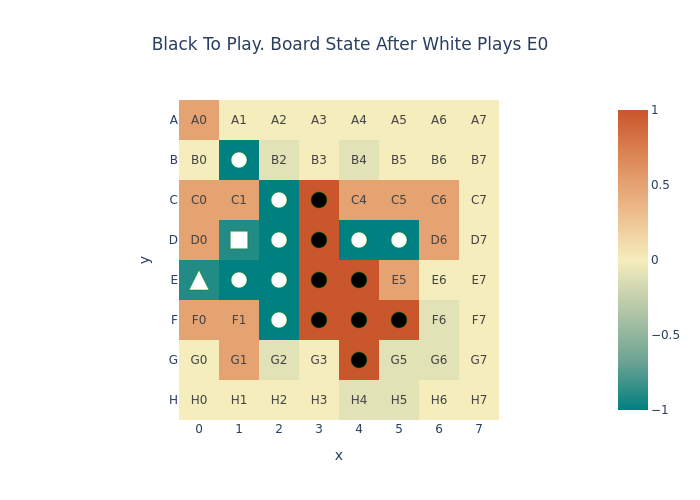 Black To Play. Board State After White Plays E0
A A0 A1 A2 A3 A4 A5 A6 A7 1
B B0 B2 B3 B4 B5 B6 B7 0.5
C C0 C1 C4 C5 C6 C7
D D0 D6 D7
y E E5 E6 E7 0
F F0 F1 F6 F7 −0.5
G G0 G1 G2 G3 G5 G6 G7
H H0 H1 H2 H3 H4 H5 H6 H7 −1
0 1 2 3 4 5 6 7
x